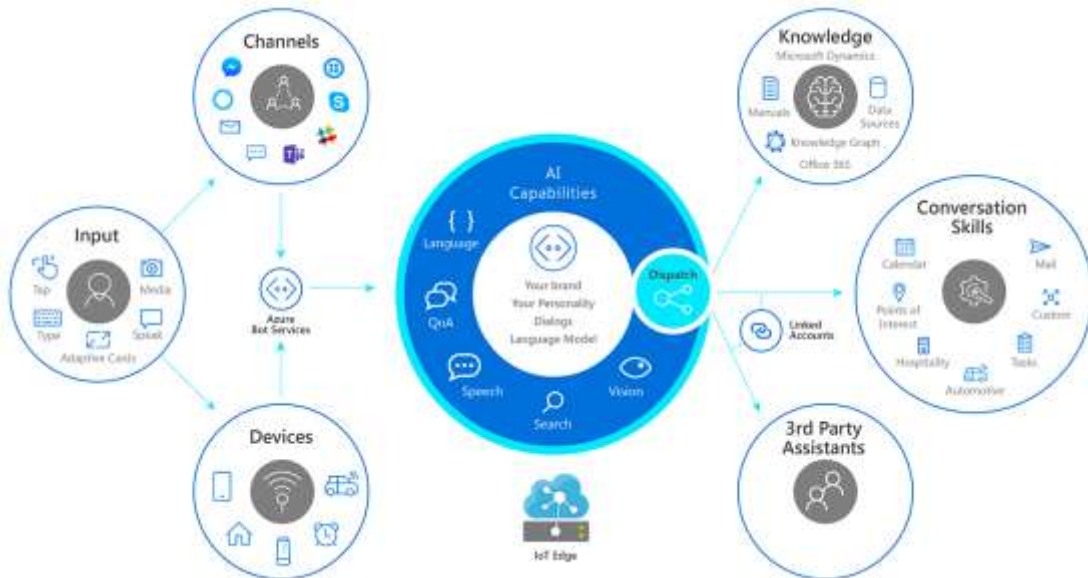 Channels
Input
Tap
Media
Type
Speak
Adaptive Cards
Azure
Bot Services
Devices
AI
Capabilities
{ }
Language
QnA
Speech
Search
Vision
Your brand
Your Personality
Dialogs
Language Model
Dispatch
IoT Edge
Knowledge
Microsoft Dynamics
Manuals
Data
Sources
Knowledge Graph
Office 365
Linked
Accounts
Conversation
Skills
Calendar
Mail
Points of
Interest
Custom
Hospitality
Tasks
Automotive
3rd Party
Assistants